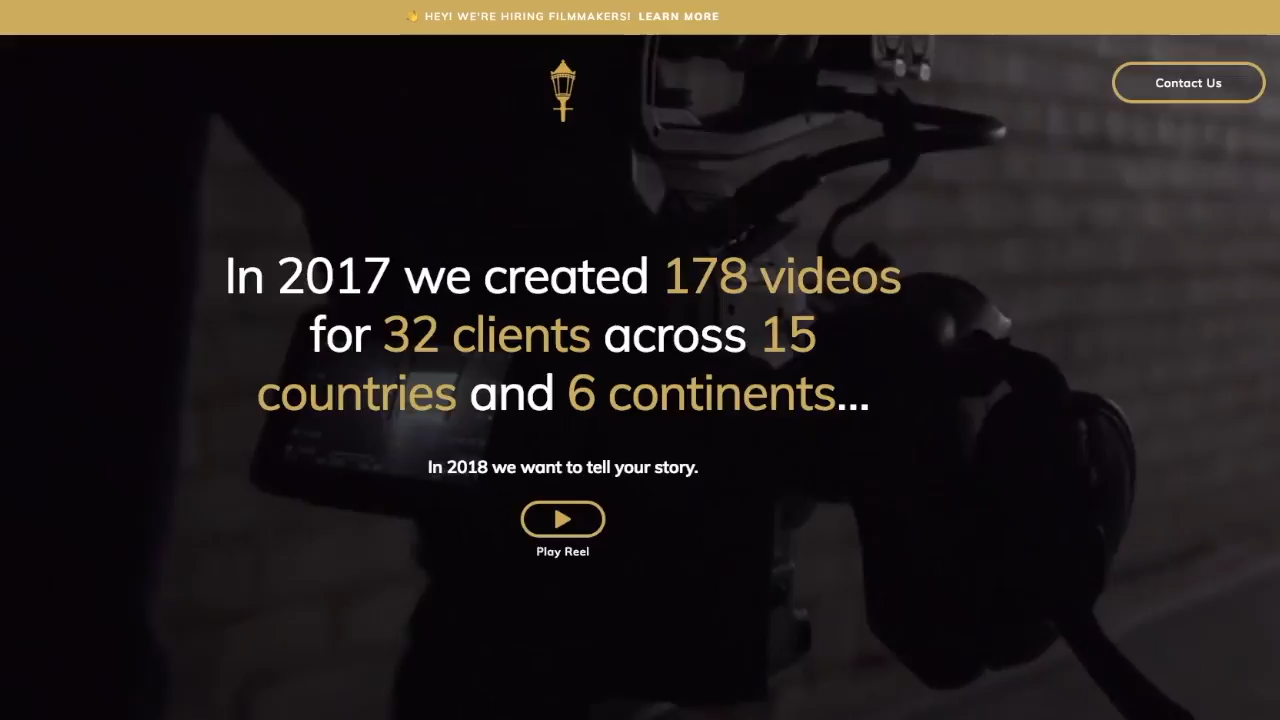 👋 HEY! WE'RE HIRING FILMMAKERS! LEARN MORE
Contact Us
In 2017 we created 178 videos
for 32 clients across 15
countries and 6 continents...
In 2018 we want to tell your story.
Play Reel